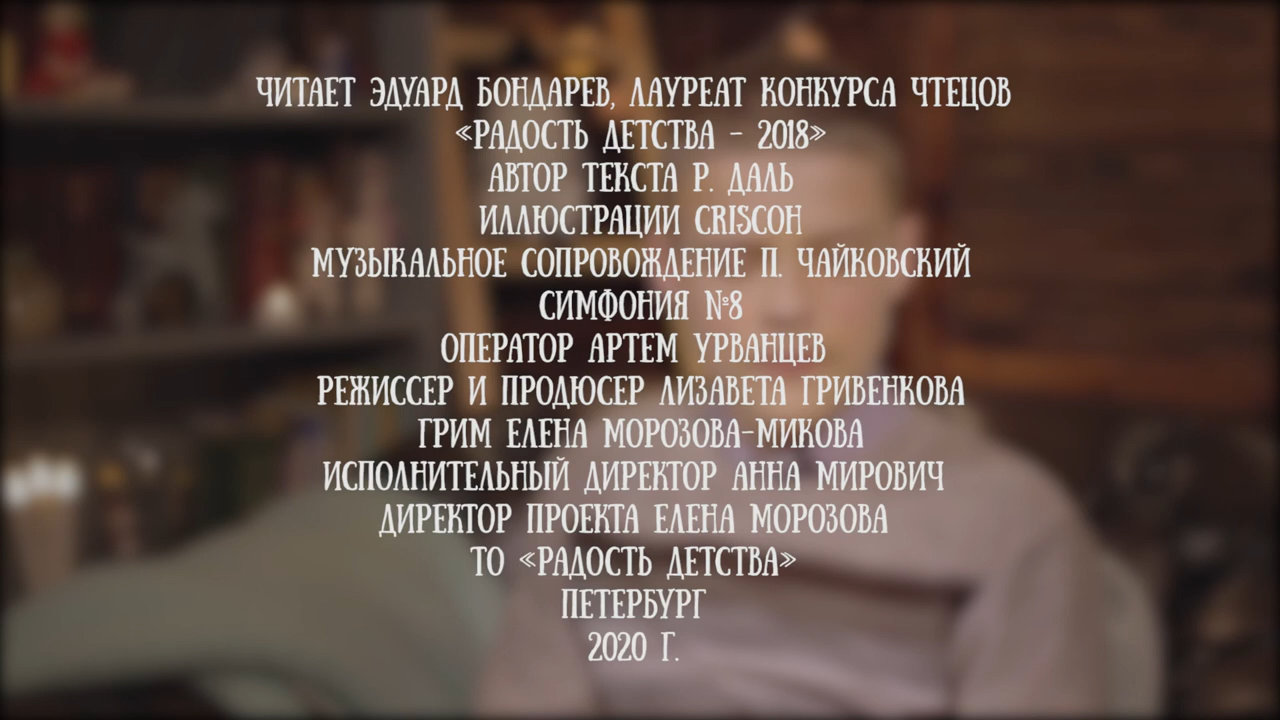 ЧИТАЕТ ЭДУАРД БОНДАРЕВ, ЛАУРЕАТ КОНКУРСА ЧТЕЦОВ
«РАДОСТЬ ДЕТСТВА - 2018»
АВТОР ТЕКСТА Р. ДАЛЬ
ИЛЛЮСТРАЦИИ CRISCOH
МУЗЫКАЛЬНОЕ СОПРОВОЖДЕНИЕ П. ЧАЙКОВСКИЙ
СИМФОНИЯ №8
ОПЕРАТОР АРТЕМ УРВАНЦЕВ
РЕЖИССЕР И ПРОДЮСЕР ЛИЗАВЕТА ГРИВЕНКОВА
ГРИМ ЕЛЕНА МОРОЗОВА-МИКОВА
ИСПОЛНИТЕЛЬНЫЙ ДИРЕКТОР АННА МИРОВИЧ
ДИРЕКТОР ПРОЕКТА ЕЛЕНА МОРОЗОВА
ТО «РАДОСТЬ ДЕТСТВА»
ПЕТЕРБУРГ
2020 Г.